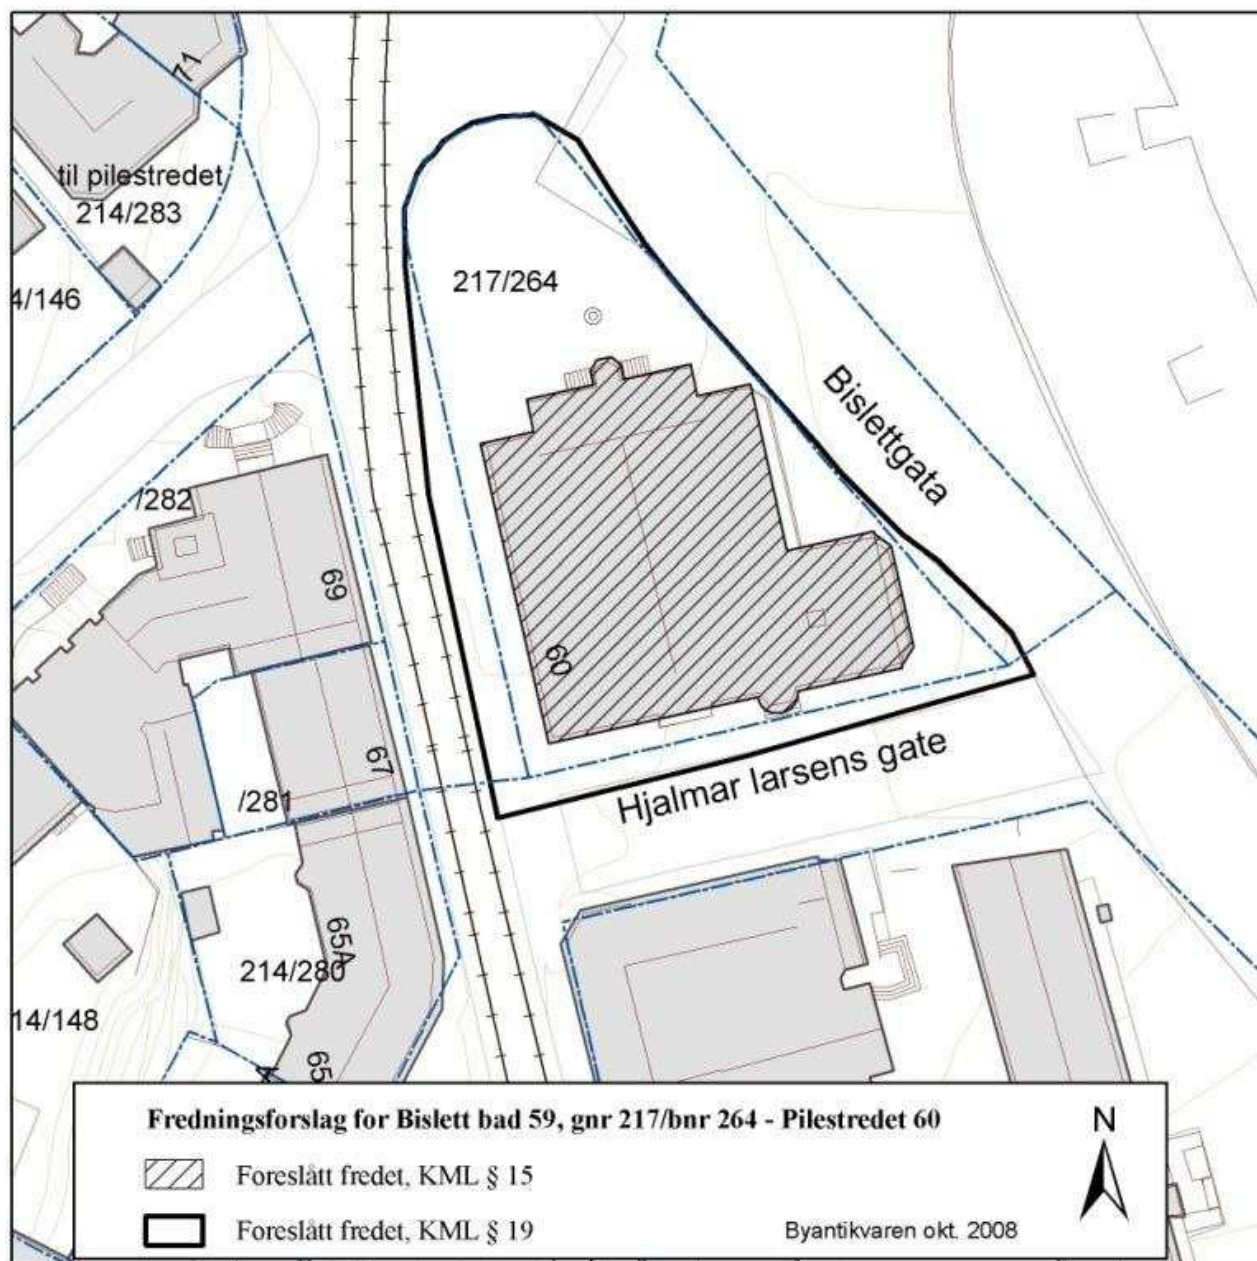 71
til pilestredet
214/283
4/146
217/264
Bislettgata
/282
69
60
67
/281
Hjalmar larsens gate
65A
214/280
14/148
65
Fredningsforslag for Bislett bad 59, gnr 217/bnr 264 - Pilestredet 60
N
Foreslått fredet, KML § 15
Foreslått fredet, KML § 19
Byantikvaren okt. 2008